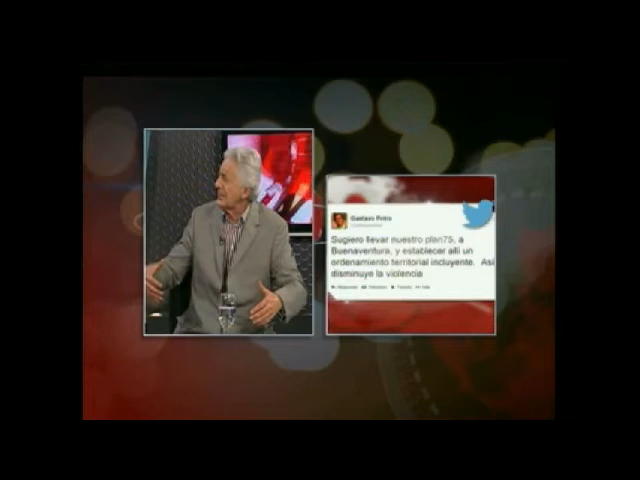 Gustavo Petro
Sugiero llevar nuestro plan75, a
Buenaventura, y establecer allí un
ordenamiento territorial incluyente. Así
disminuye la violencia